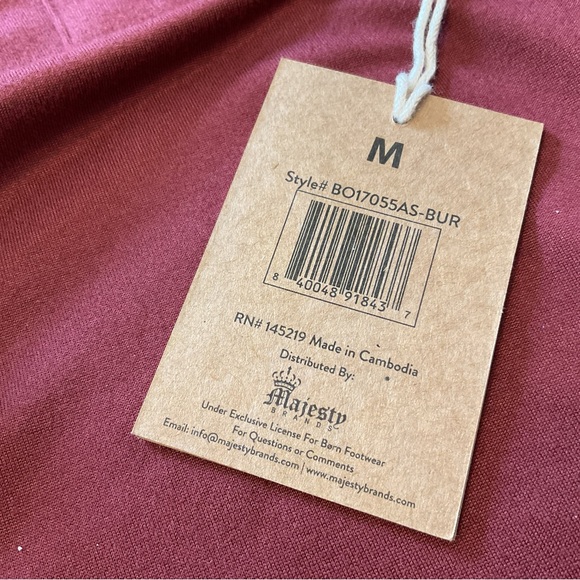 M
Style# BO17055AS-BUR
8 40048 91843 7
RN# 145219 Made in Cambodia
Distributed By:
Majesty
BRANDS
Under Exclusive License For Børn Footwear
For Questions or Comments
Email: info@majestybrands.com | www.majestybrands.com